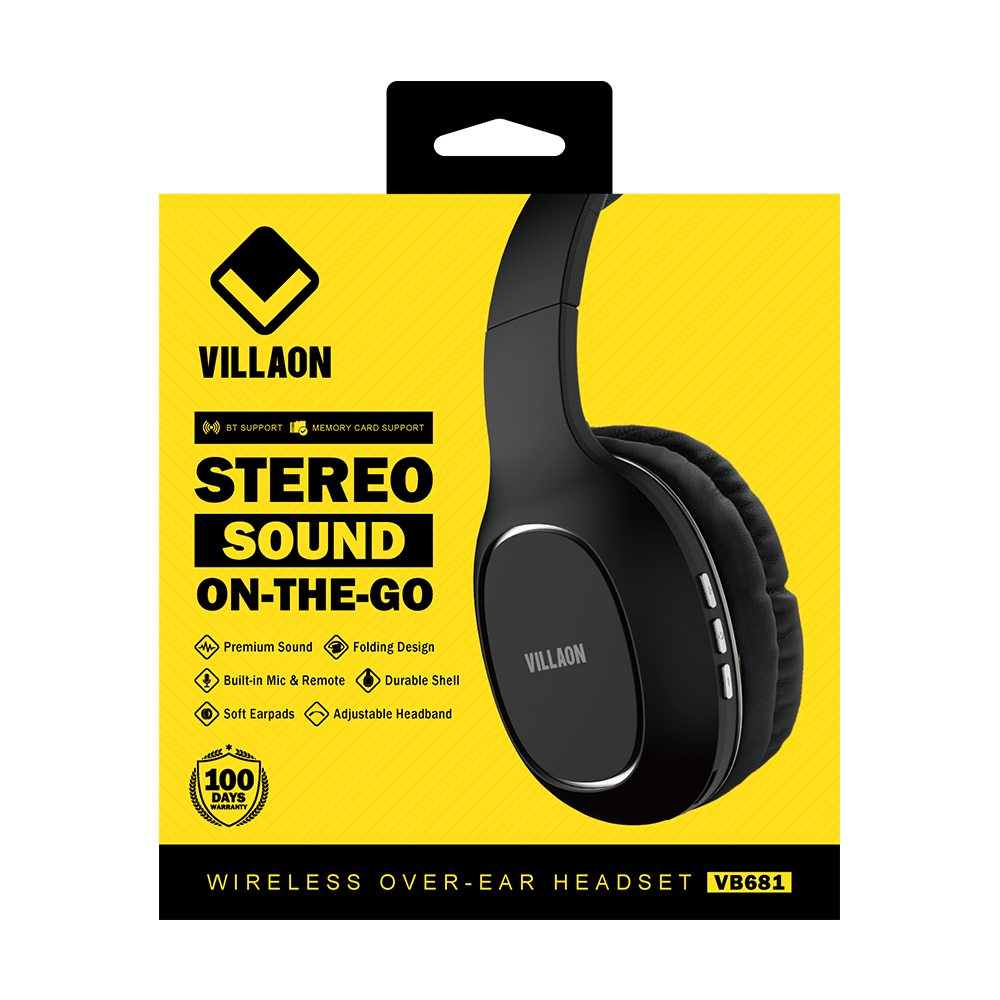 VILLAON
BT SUPPORT MEMORY CARD SUPPORT
STEREO
SOUND
ON-THE-GO
Premium Sound Folding Design
Built-in Mic & Remote Durable Shell
Soft Earpads Adjustable Headband
100
DAYS
WARRANTY
VILLAON
WIRELESS OVER-EAR HEADSET VB681